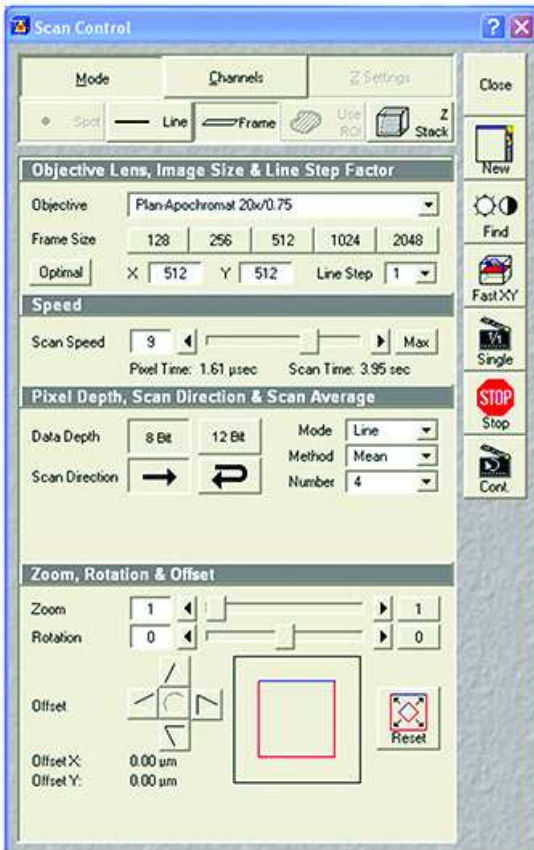 Scan Control
Mode Channels Z Settings Close
Spot Line Frame Use ROI Z Stack
New
Objective Lens, Image Size & Line Step Factor
Objective Plan-Apochromat 20x/0.75
Find
Frame Size 128 256 512 1024 2048
Optimal X 512 Y 512 Line Step 1
Fast XY
Speed
Scan Speed 9 Max
1/1
Single
Pixel Time: 1.61 µsec Scan Time: 3.95 sec
Pixel Depth, Scan Direction & Scan Average
STOP
Stop
Data Depth 8 Bit 12 Bit Mode Line
Method Mean
Scan Direction Number 4
Cont.
Zoom, Rotation & Offset
Zoom 1 1
Rotation 0 0
Offset
Reset
Offset X: 0.00 µm
Offset Y: 0.00 µm